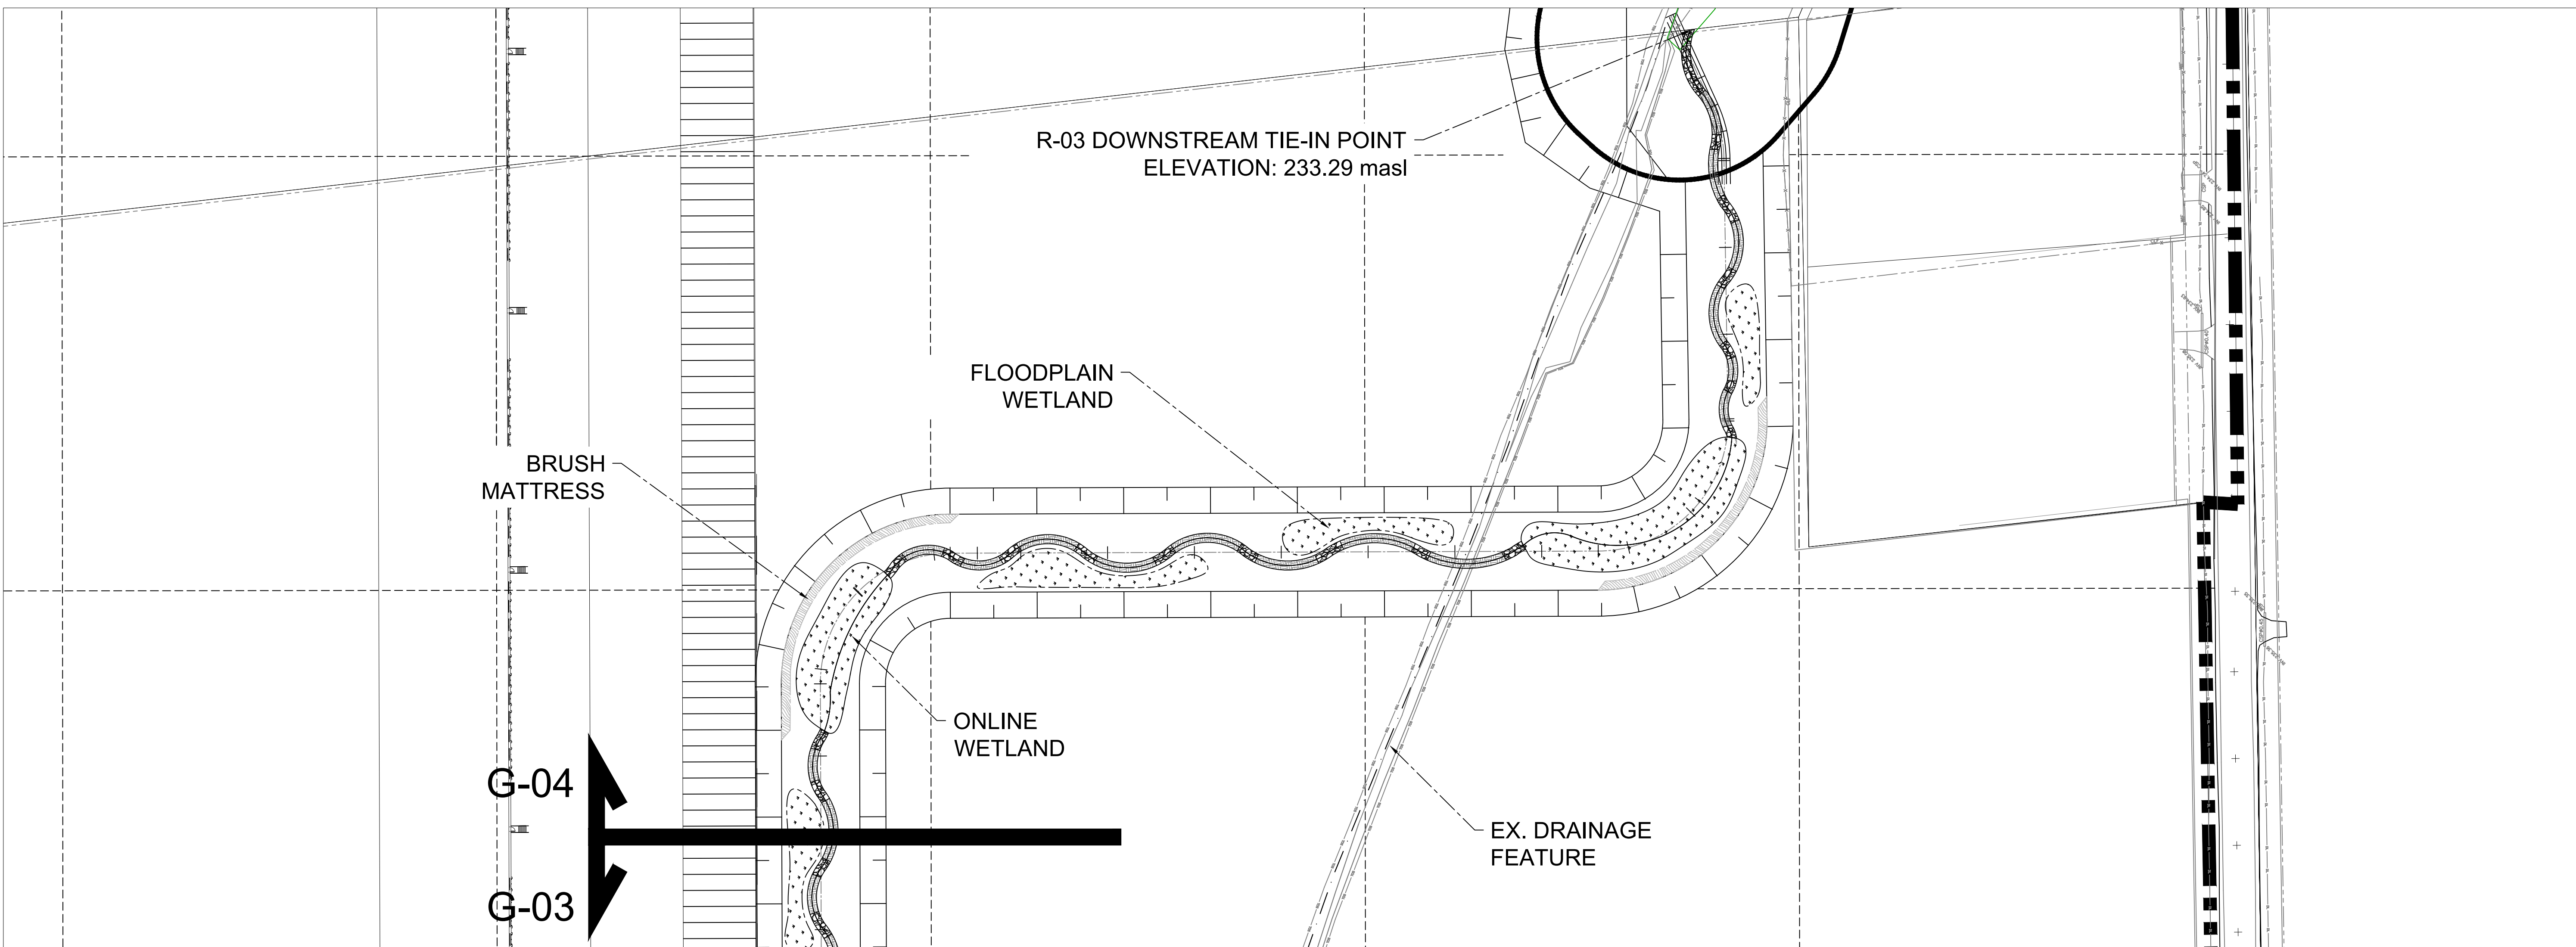 R-03 DOWNSTREAM TIE-IN POINT
ELEVATION: 233.29 masl
FLOODPLAIN
WETLAND
BRUSH
MATTRESS
ONLINE
WETLAND
G-04
G-03
EX. DRAINAGE
FEATURE